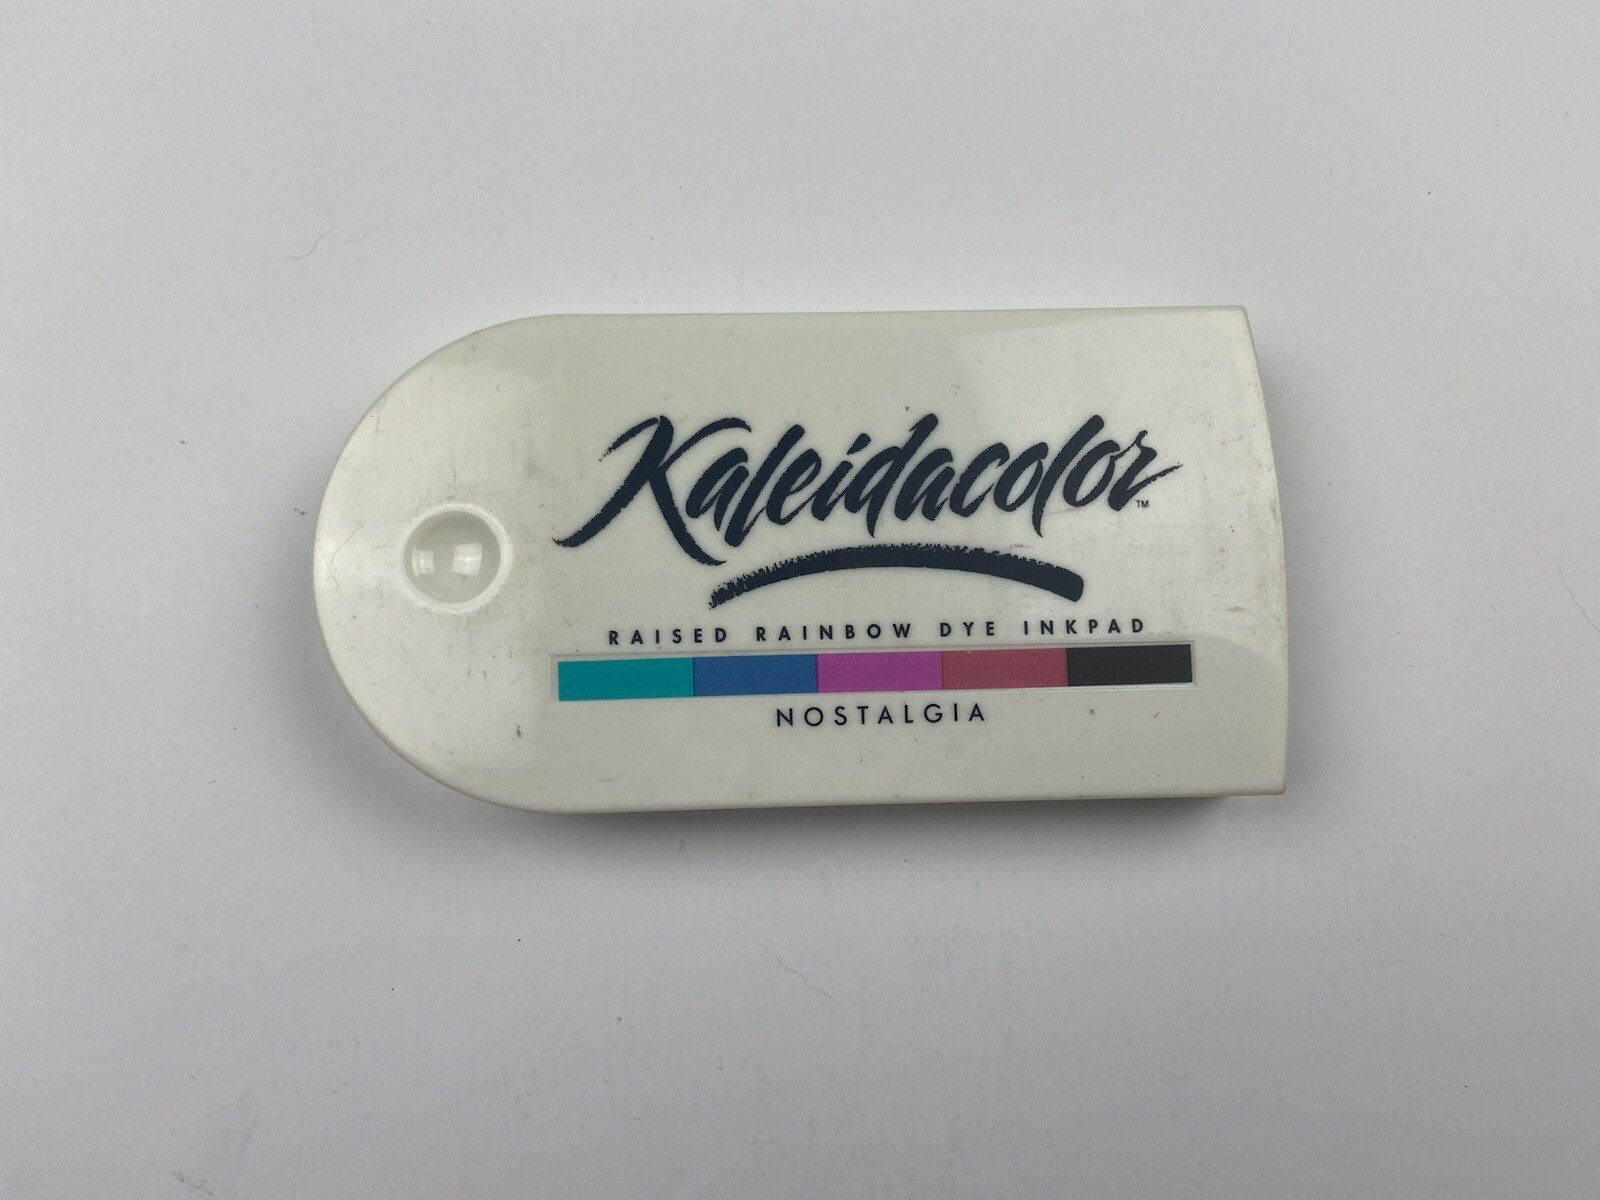 Kaleidacolor™
RAISED RAINBOW DYE INKPAD
NOSTALGIA